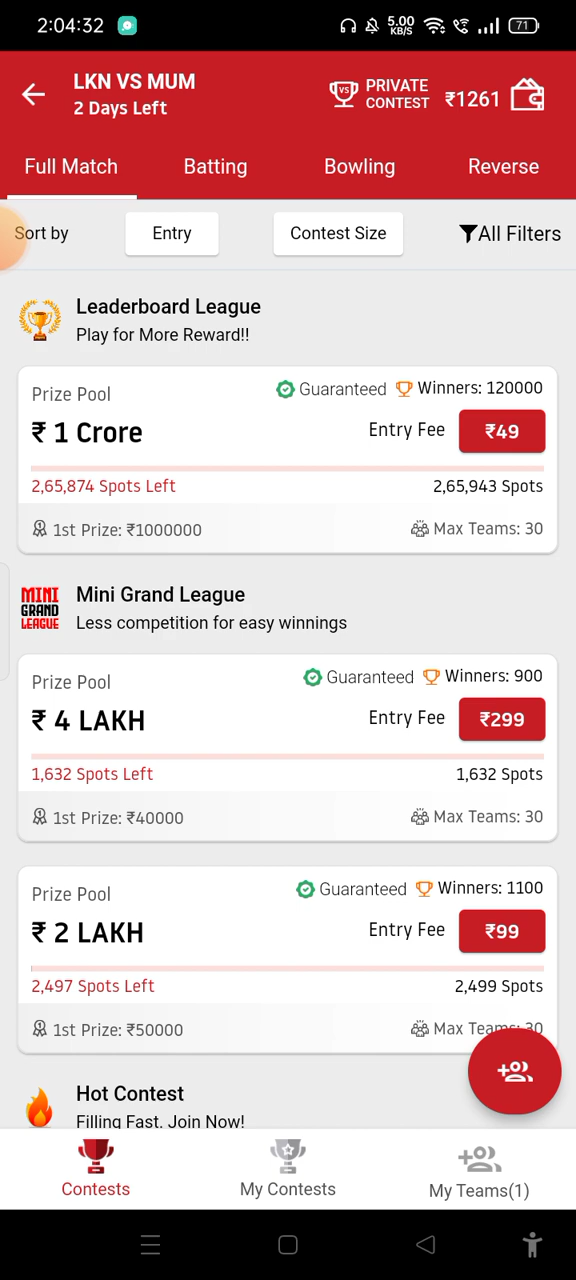 2:04:32
5.00 KB/S
71
LKN VS MUM
2 Days Left
VS
PRIVATE CONTEST
₹1261
Full Match
Batting
Bowling
Reverse
Sort by
Entry
Contest Size
All Filters
Leaderboard League
Play for More Reward!!
Prize Pool
Guaranteed
Winners: 120000
₹ 1 Crore
Entry Fee
₹49
2,65,874 Spots Left
2,65,943 Spots
1st Prize: ₹1000000
Max Teams: 30
MINI GRAND LEAGUE
Mini Grand League
Less competition for easy winnings
Prize Pool
Guaranteed
Winners: 900
₹ 4 LAKH
Entry Fee
₹299
1,632 Spots Left
1,632 Spots
1st Prize: ₹40000
Max Teams: 30
Prize Pool
Guaranteed
Winners: 1100
₹ 2 LAKH
Entry Fee
₹99
2,497 Spots Left
2,499 Spots
1st Prize: ₹50000
Max Teams: 30
Hot Contest
Filling Fast. Join Now!
Contests
My Contests
My Teams(1)